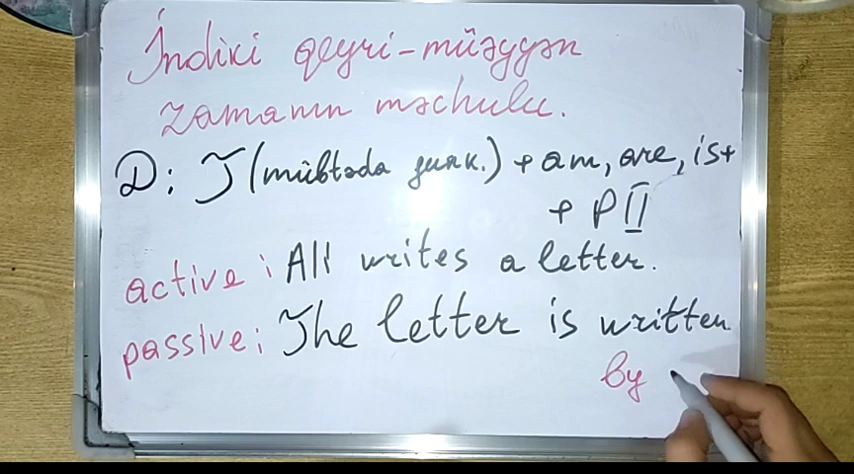 İndiki qeyri-müəyyən
zamanın məchulu.
D: T (mübtəda funk.) + am, are, is +
+ P II
active: Ali writes a letter.
passive: The letter is written
by